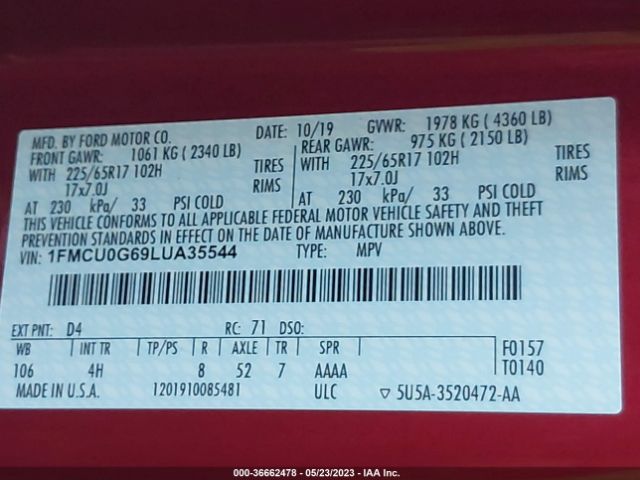 MFD. BY FORD MOTOR CO. DATE: 10/19 GVWR: 1978 KG ( 4360 LB)
FRONT GAWR: 1061 KG ( 2340 LB) REAR GAWR: 975 KG ( 2150 LB)
WITH 225/65R17 102H TIRES WITH 225/65R17 102H TIRES
17x7.0J RIMS 17x7.0J RIMS
AT 230 kPa/ 33 PSI COLD AT 230 kPa/ 33 PSI COLD
THIS VEHICLE CONFORMS TO ALL APPLICABLE FEDERAL MOTOR VEHICLE SAFETY AND THEFT
PREVENTION STANDARDS IN EFFECT ON THE DATE OF MANUFACTURE SHOWN ABOVE.
VIN: 1FMCU0G69LUA35544 TYPE: MPV
EXT PNT: D4 RC: 71 DSO:
WB INT TR TP/PS R AXLE TR SPR F0157
106 4H 8 52 7 AAAA T0140
MADE IN U.S.A. 1201910085481 ULC ▽ 5U5A-3520472-AA
000-36662478 - 05/23/2023 - IAA Inc.